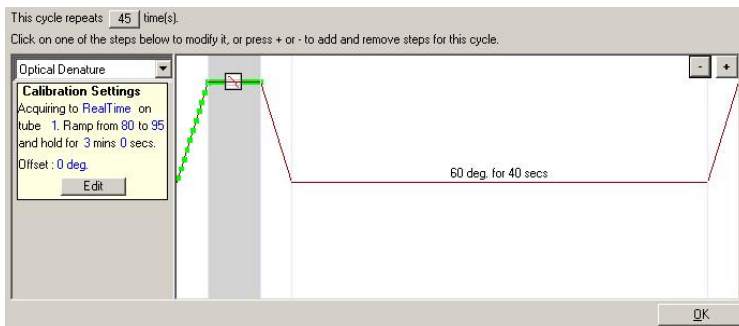 This cycle repeats 45 time(s).
Click on one of the steps below to modify it, or press + or - to add and remove steps for this cycle.
Optical Denature
- +
Calibration Settings
Acquiring to RealTime on
tube 1. Ramp from 80 to 95
and hold for 3 mins 0 secs.
Offset : 0 deg.
Edit
60 deg. for 40 secs
OK